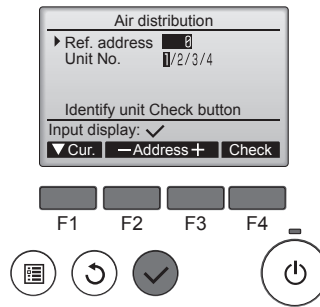 Air distribution
Ref. address 0
Unit No. 1/2/3/4
Identify unit Check button
Input display: ✓
▼ Cur. −Address+ Check
F1 F2 F3 F4